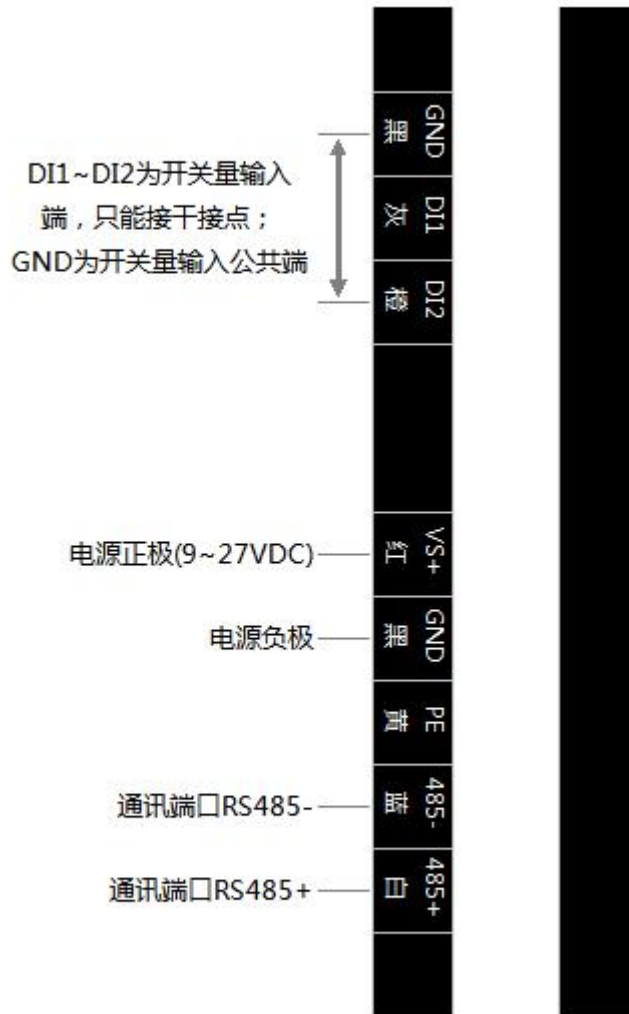 DI1~DI2为开关量输入
端，只能接干接点；
GND为开关量输入公共端
GND
黑
DI1
灰
DI2
橙
电源正极(9~27VDC)
VS+
红
电源负极
GND
黑
PE
黄
通讯端口RS485-
485-
蓝
通讯端口RS485+
485+
白